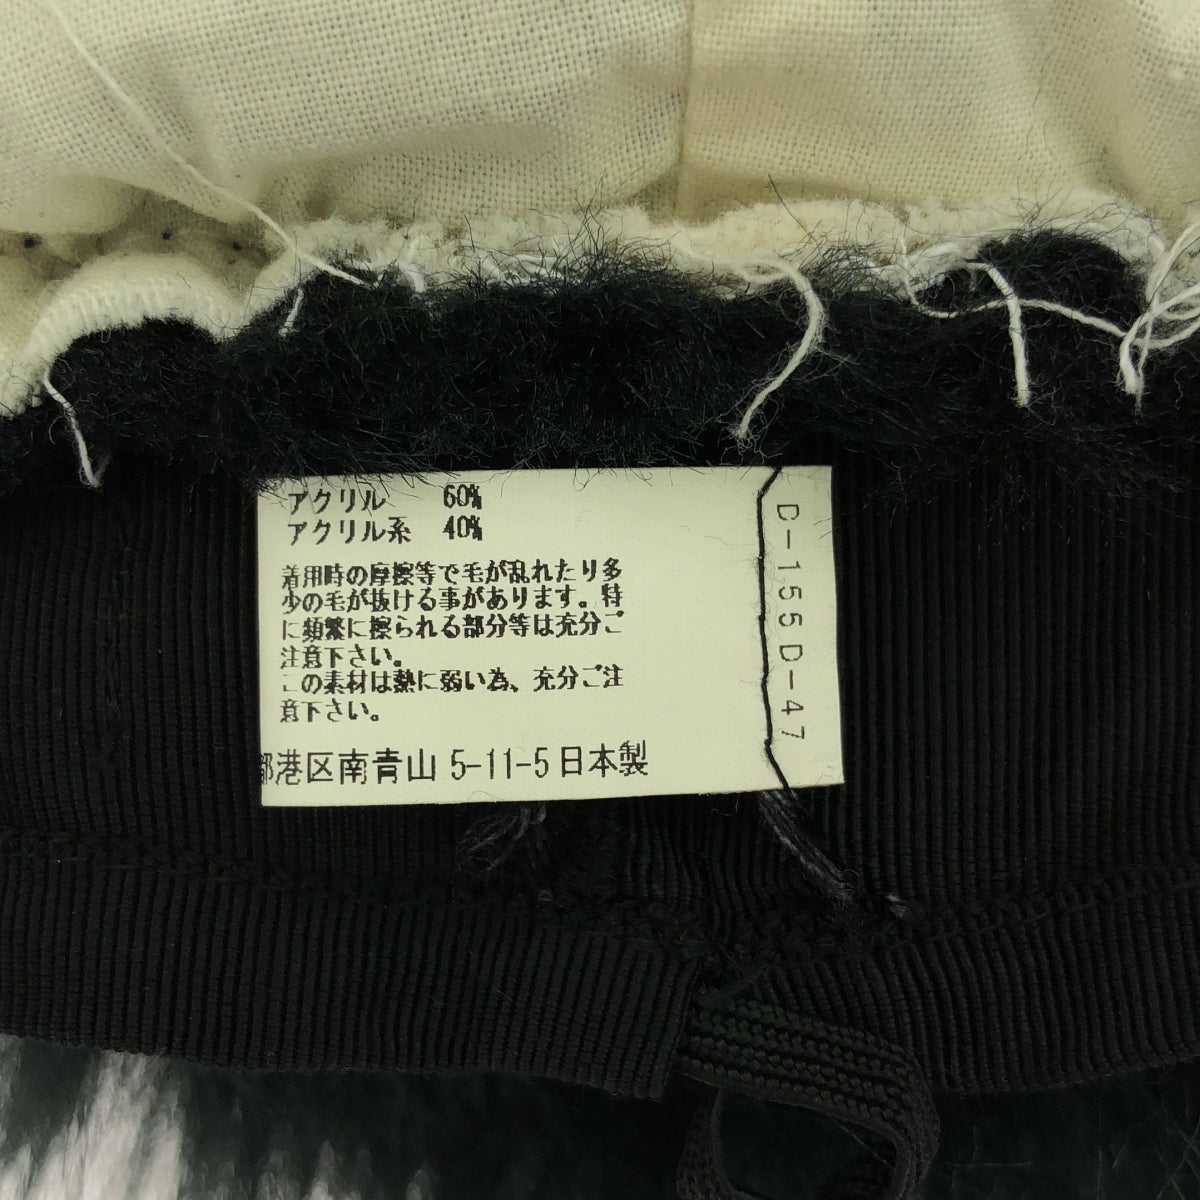 アクリル 60%
アクリル系 40%
着用時の摩擦等で毛が乱れたり多
少の毛が抜ける事があります。特
に頻繁に擦られる部分等は充分ご
注意下さい。
この素材は熱に弱い為、充分ご注
意下さい。
都港区南青山 5-11-5 日本製
D-155D-47